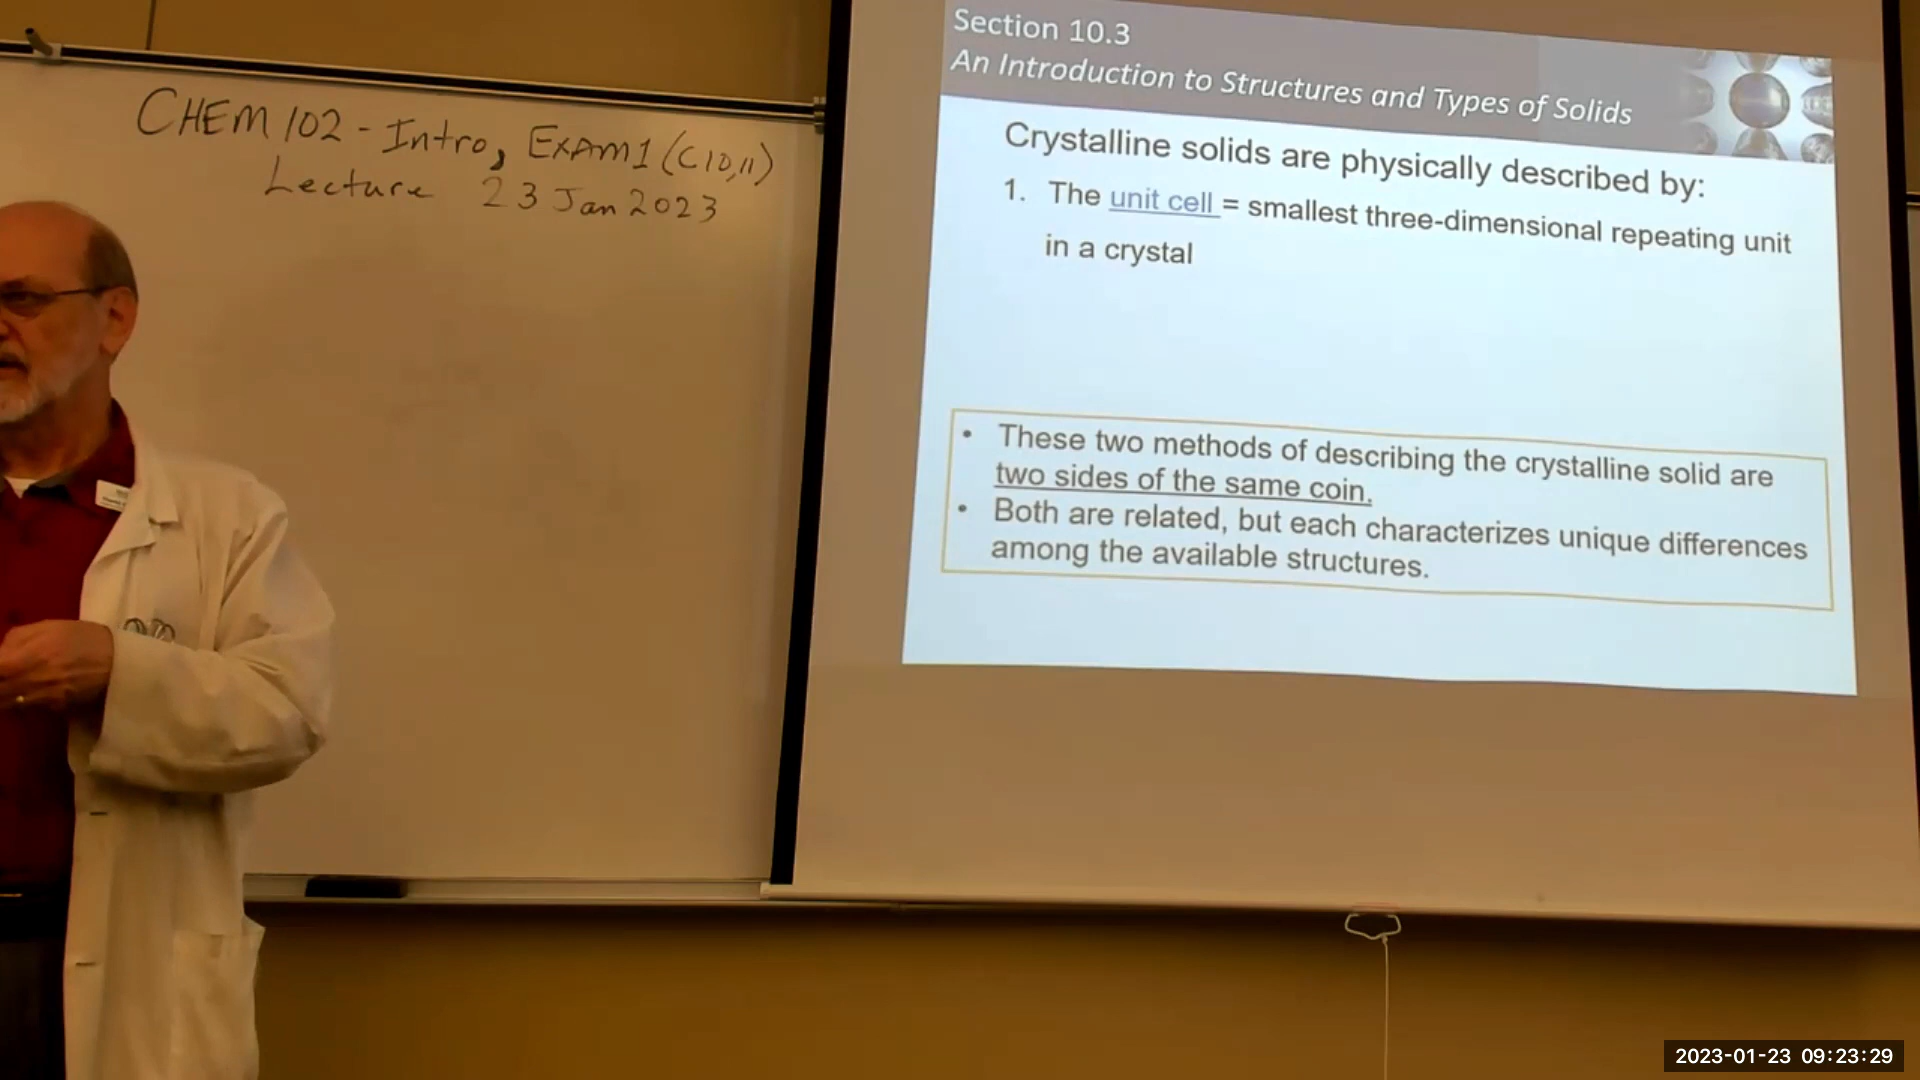 CHEM 102 - Intro, EXAM 1 (C10,11)
Lecture 23 Jan 2023
Section 10.3
An Introduction to Structures and Types of Solids
Crystalline solids are physically described by:
1. The unit cell = smallest three-dimensional repeating unit
in a crystal
• These two methods of describing the crystalline solid are
two sides of the same coin.
• Both are related, but each characterizes unique differences
among the available structures.
2023-01-23 09:23:29